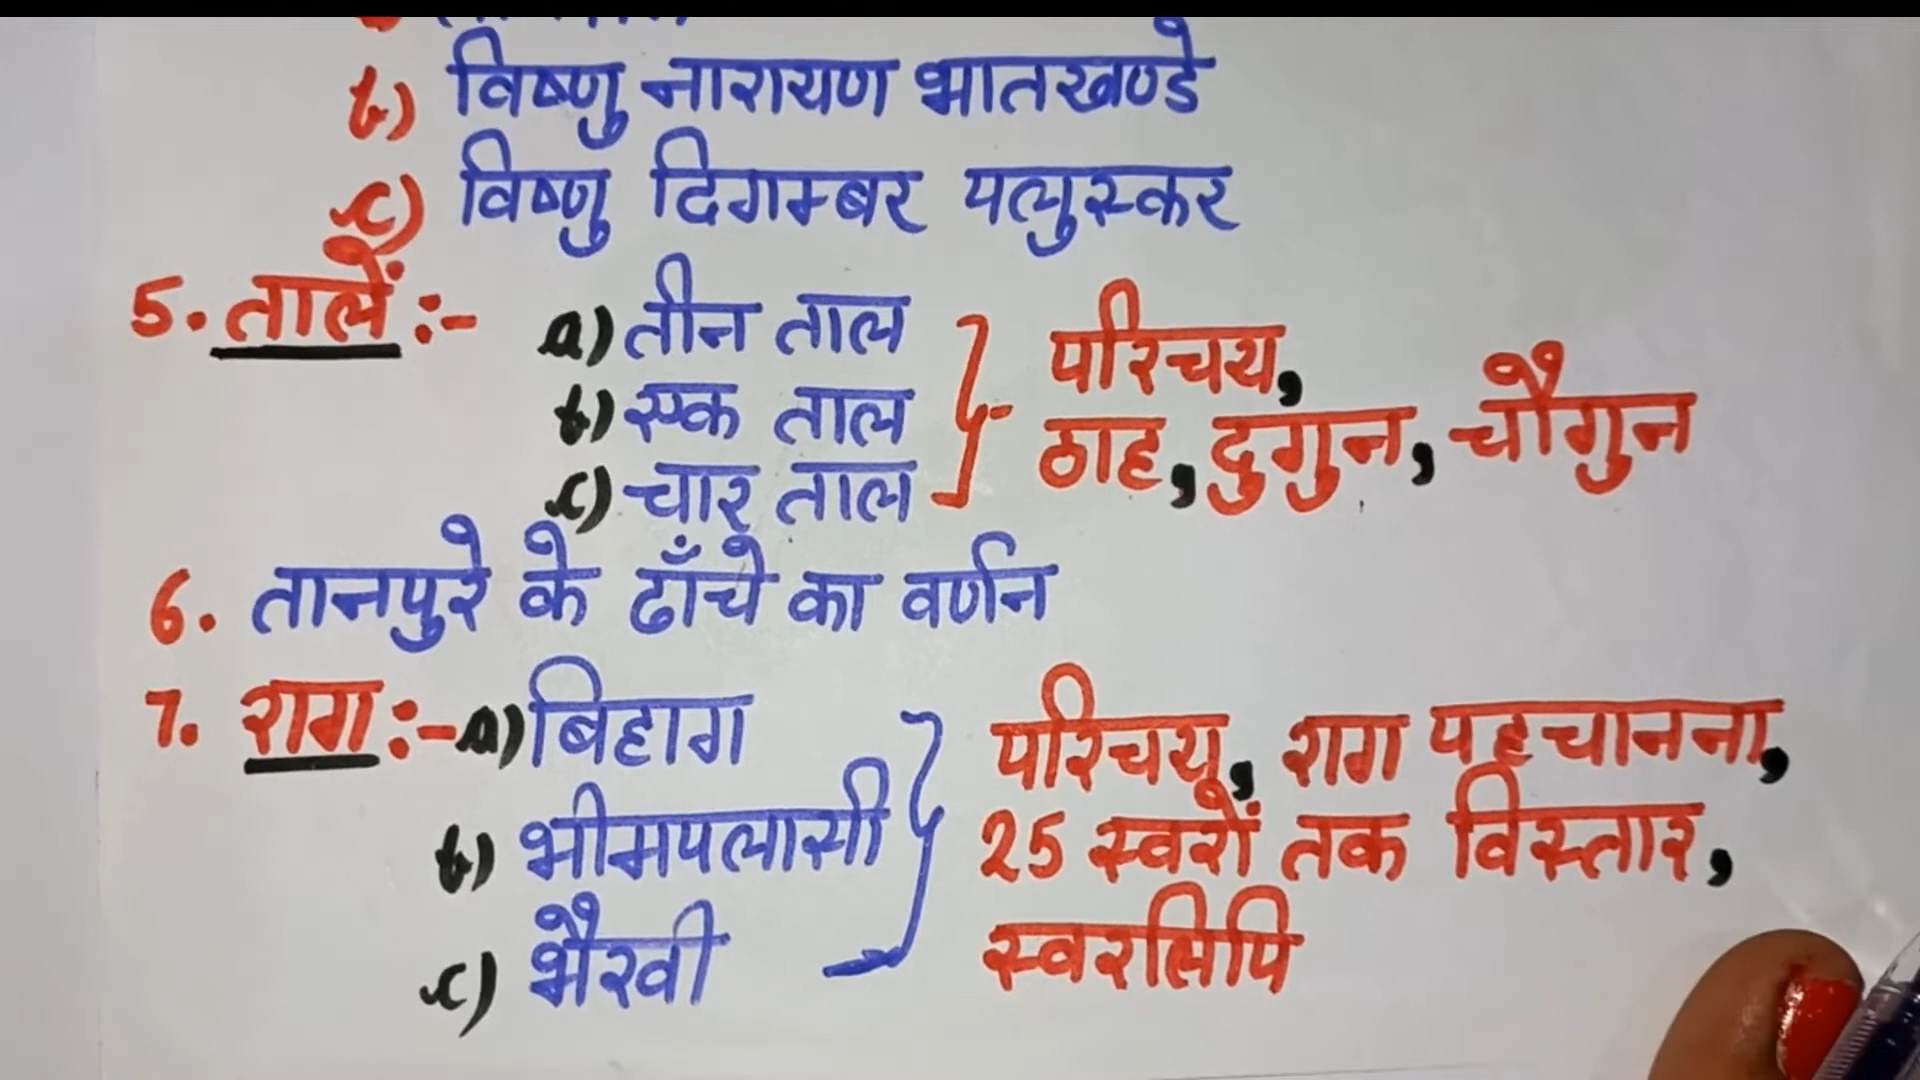 b) विष्णु नारायण भातखण्डे
c) विष्णु दिगम्बर पलुस्कर
5. तालें :- a) तीन ताल
b) एक ताल
c) चार ताल
परिचय,
ठाह, दुगुन, चौगुन
6. तानपुरे के ढाँचे का वर्णन
7. राग :- a) बिहाग
b) भीमपलासी
c) भैरवी
परिचय, राग पहचानना,
25 स्वरों तक विस्तार,
स्वरलिपि